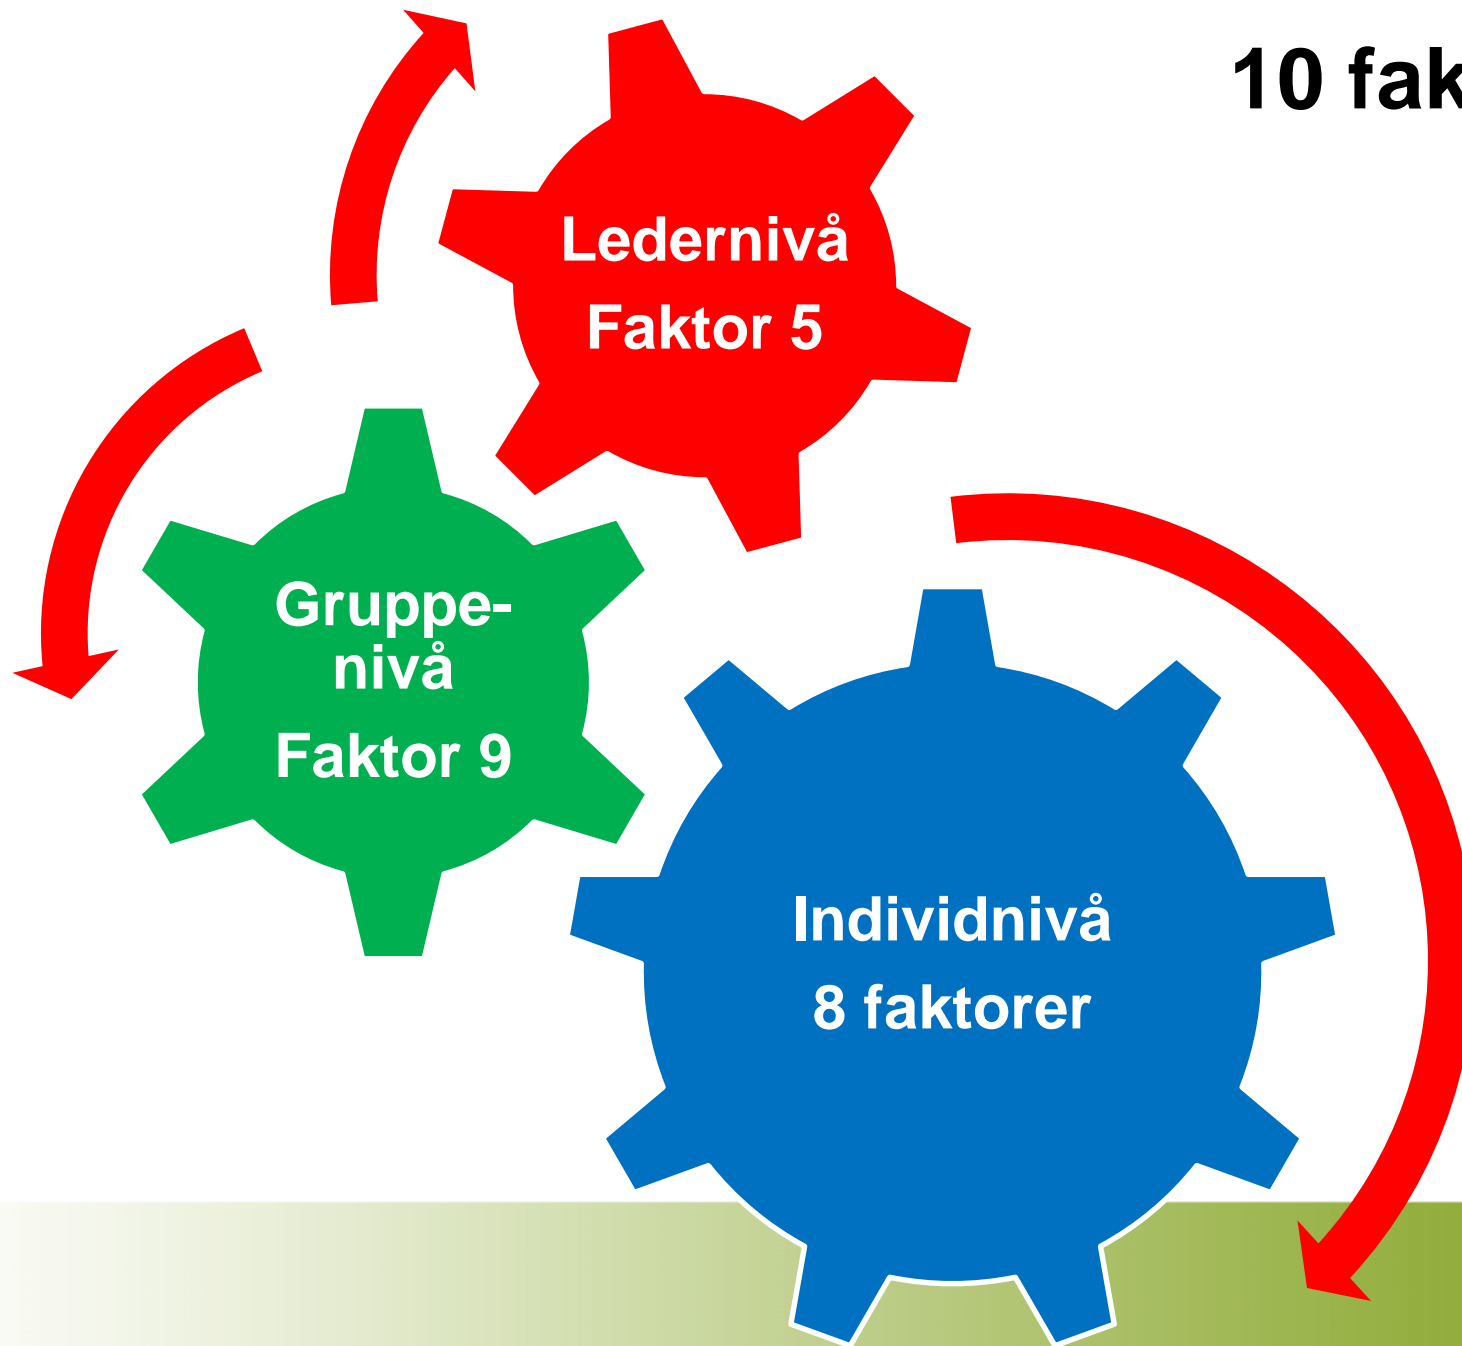 10 fak
Ledernivå
Faktor 5
Gruppe-
nivå
Faktor 9
Individnivå
8 faktorer